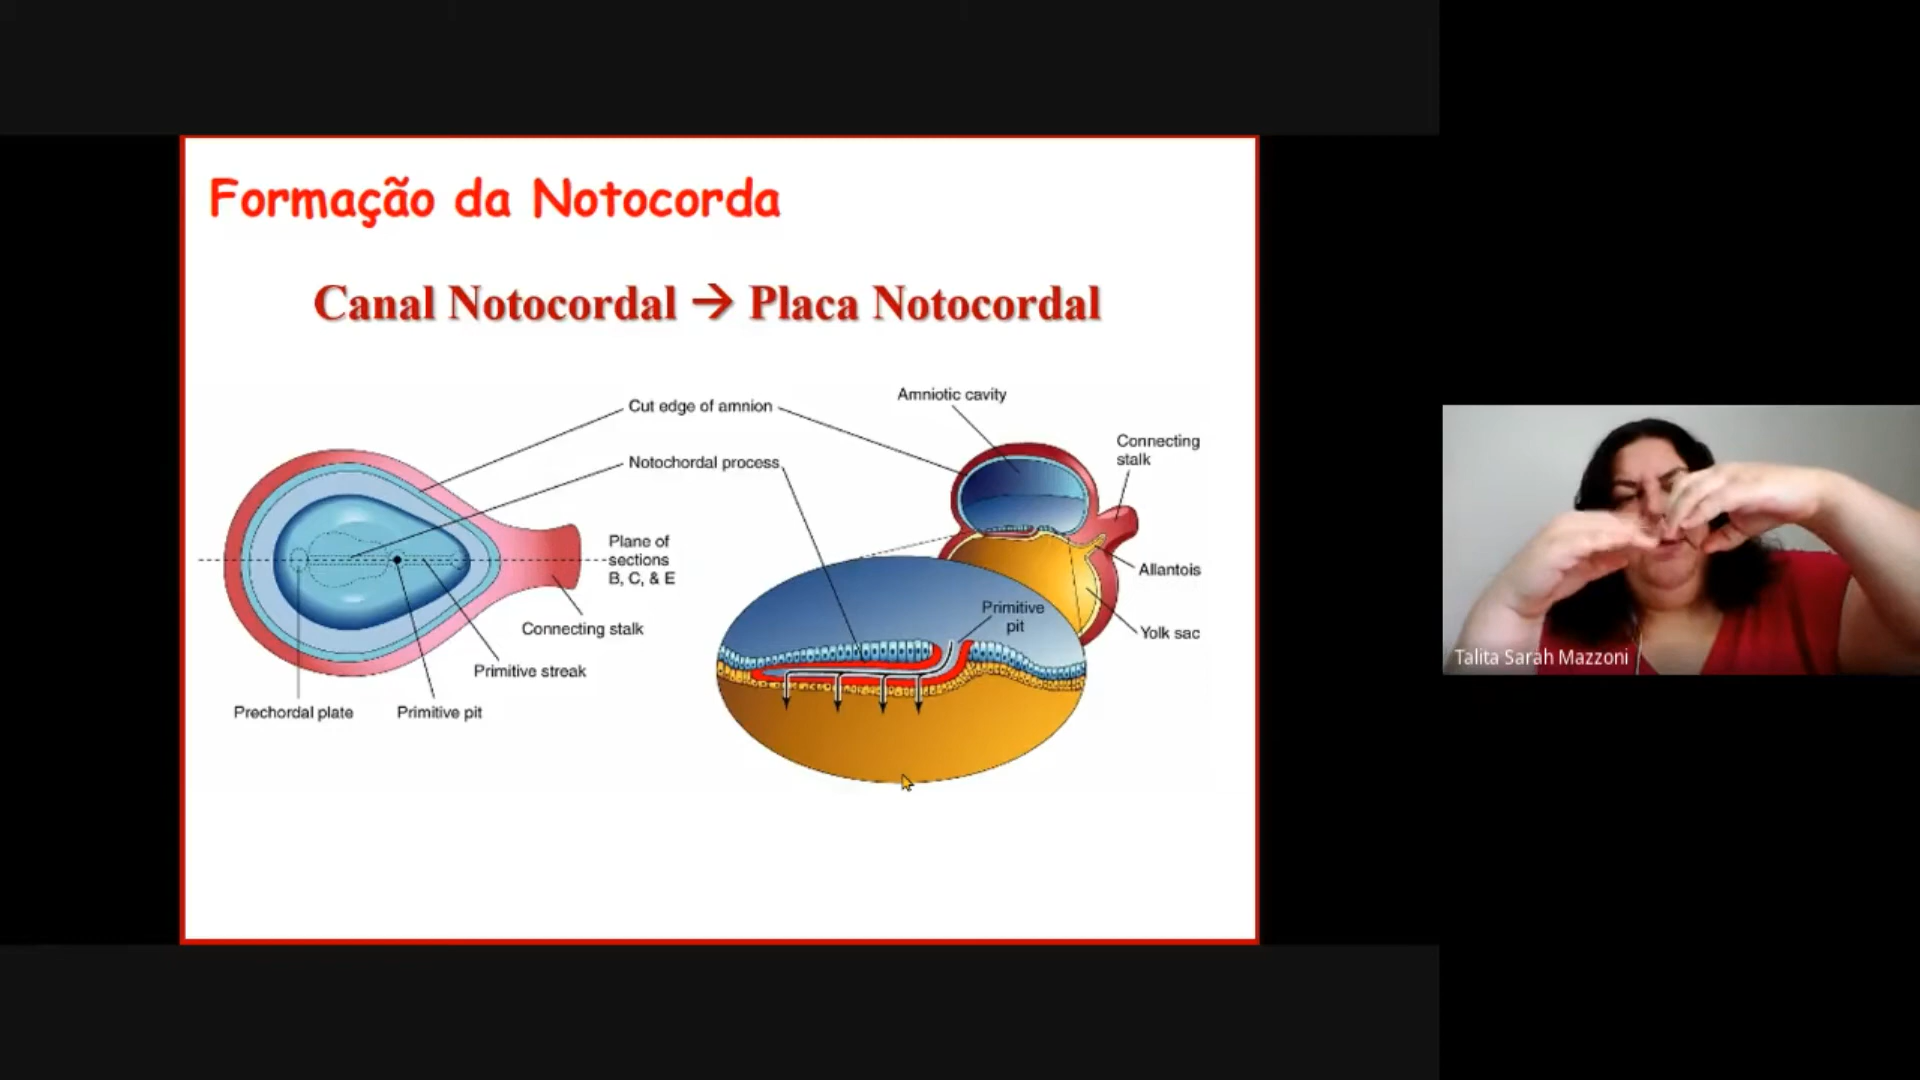 Formação da Notocorda
Canal Notocordal → Placa Notocordal
Cut edge of amnion
Notochordal process
Plane of
sections
B, C, & E
Connecting stalk
Primitive streak
Prechordal plate
Primitive pit
Amniotic cavity
Connecting
stalk
Allantois
Primitive
pit
Yolk sac
Talita Sarah Mazzoni